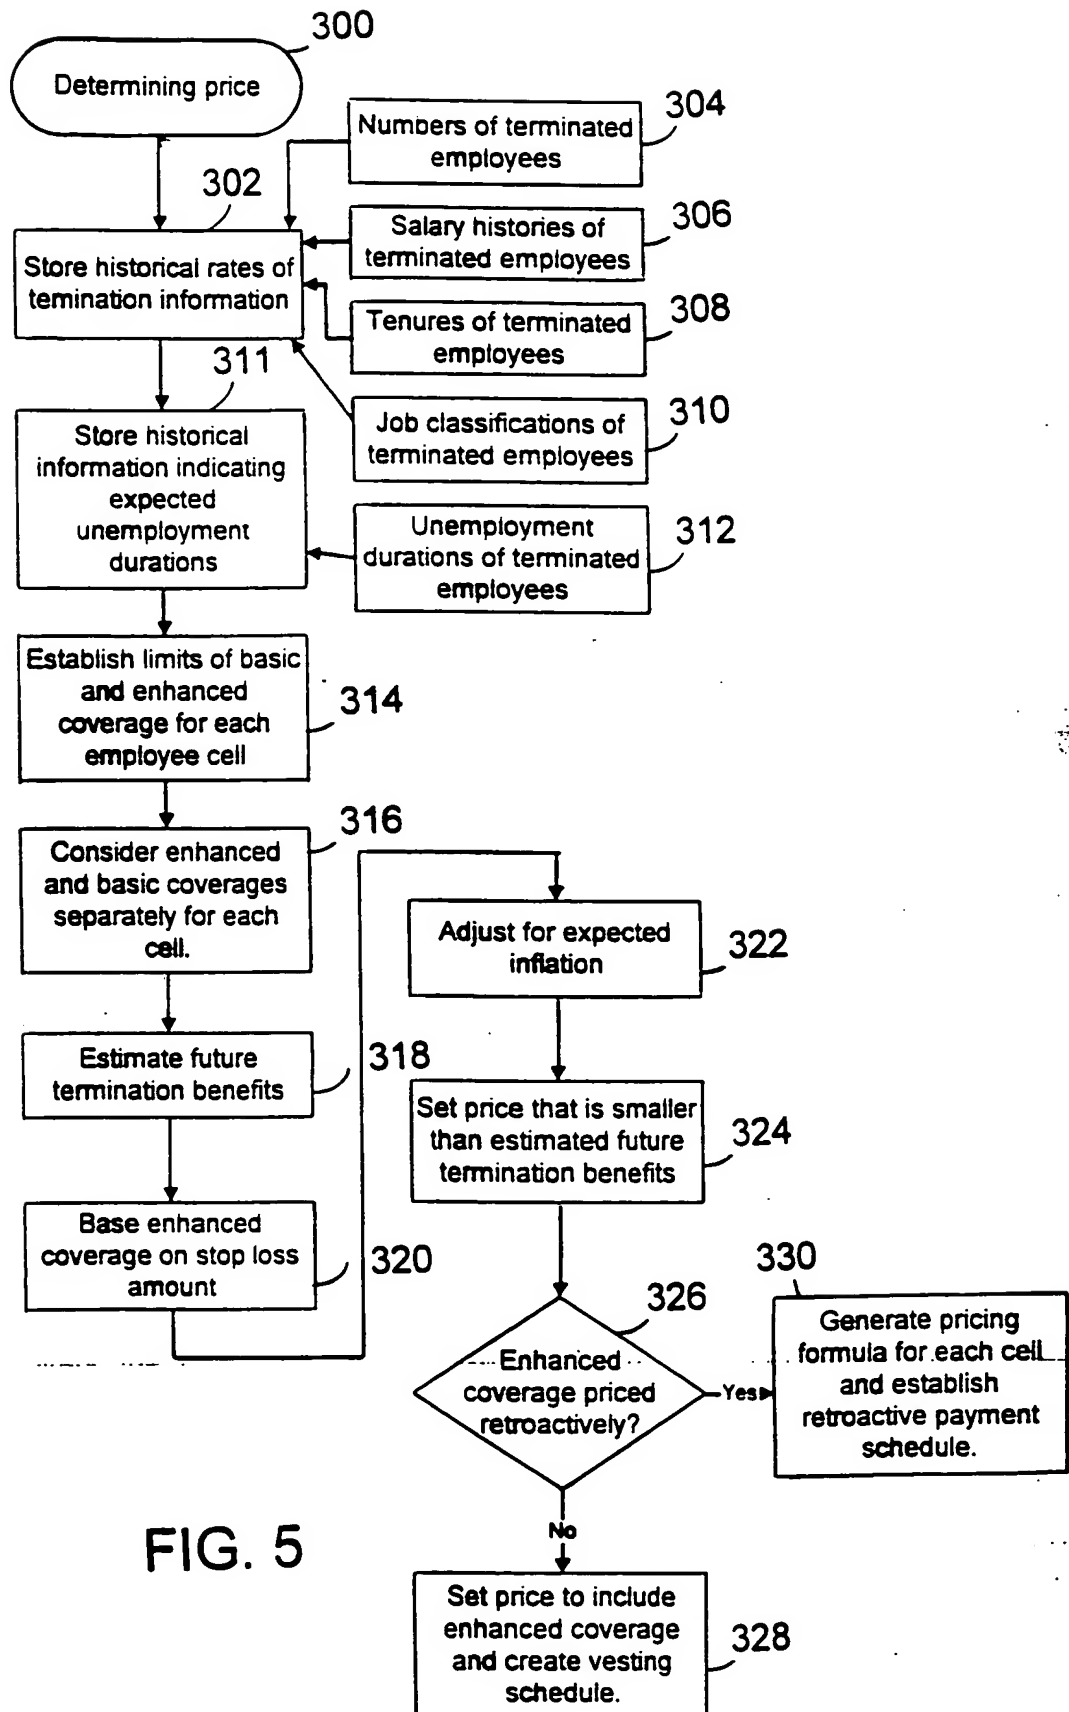 300
Determining price
304
Numbers of terminated
employees
302
Store historical rates of
temination information
306
Salary histories of
terminated employees
308
Tenures of terminated
employees
311
Store historical
information indicating
expected
unemployment
durations
310
Job classifications of
terminated employees
312
Unemployment
durations of terminated
employees
314
Establish limits of basic
and enhanced
coverage for each
employee cell
316
Consider enhanced
and basic coverages
separately for each
cell.
318
Estimate future
termination benefits
320
Base enhanced
coverage on stop loss
amount
322
Adjust for expected
inflation
324
Set price that is smaller
than estimated future
termination benefits
326
Enhanced
coverage priced
retroactively?
Yes
330
Generate pricing
formula for each cell
and establish
retroactive payment
schedule.
No
328
Set price to include
enhanced coverage
and create vesting
schedule.
FIG. 5